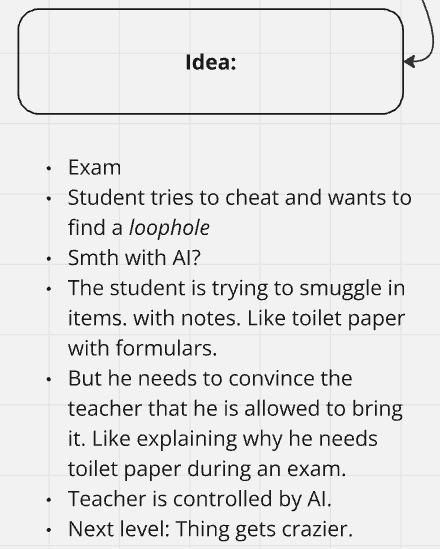 Idea:
• Exam
• Student tries to cheat and wants to
find a loophole
• Smth with AI?
• The student is trying to smuggle in
items. with notes. Like toilet paper
with formulars.
• But he needs to convince the
teacher that he is allowed to bring
it. Like explaining why he needs
toilet paper during an exam.
• Teacher is controlled by AI.
• Next level: Thing gets crazier.